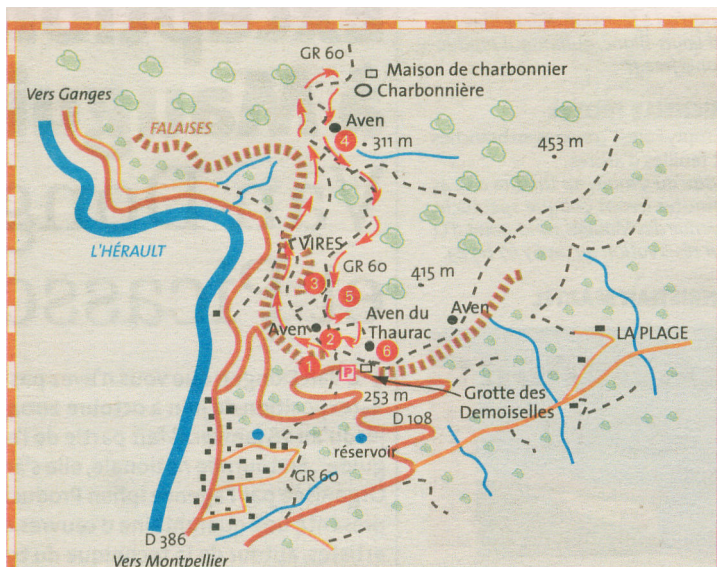 GR 60
Maison de charbonnier
Charbonnière
Vers Ganges
FALAISES
Aven
4
311 m
453 m
VIRES
L'HÉRAULT
GR 60
3
5
415 m
Aven
2
Aven du
Thaurac
Aven
LA PLAGE
1
6
P
253 m
Grotte des
Demoiselles
D 108
réservoir
GR 60
D 386
Vers Montpellier